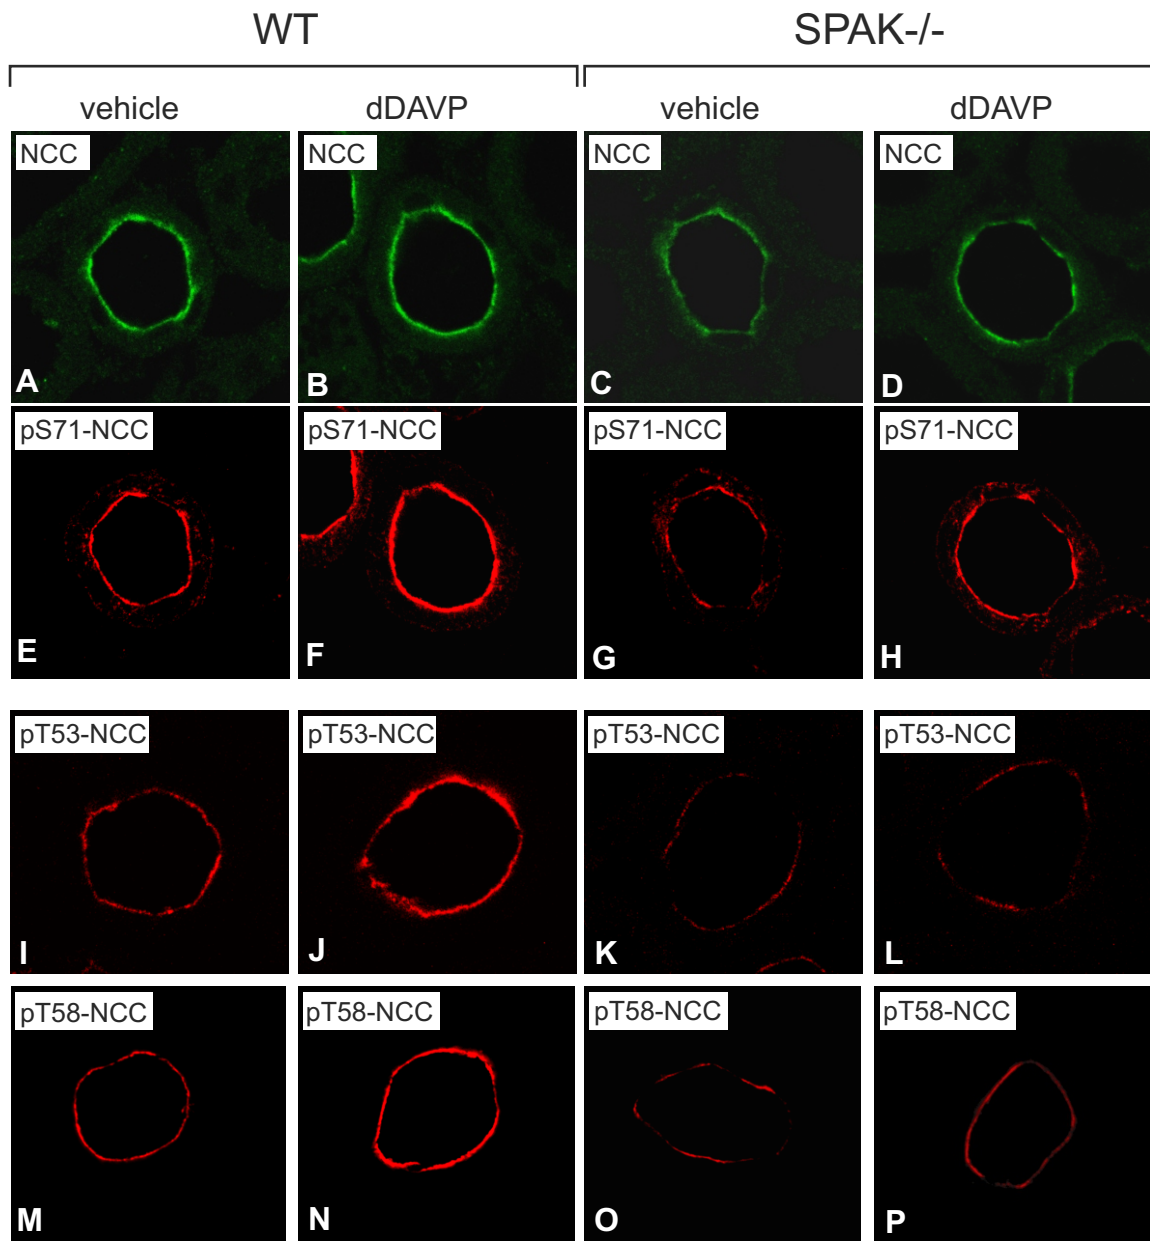 WT SPAK-/-
vehicle dDAVP vehicle dDAVP
NCC NCC NCC NCC
A B C D
pS71-NCC pS71-NCC pS71-NCC pS71-NCC
E F G H
pT53-NCC pT53-NCC pT53-NCC pT53-NCC
I J K L
pT58-NCC pT58-NCC pT58-NCC pT58-NCC
M N O P